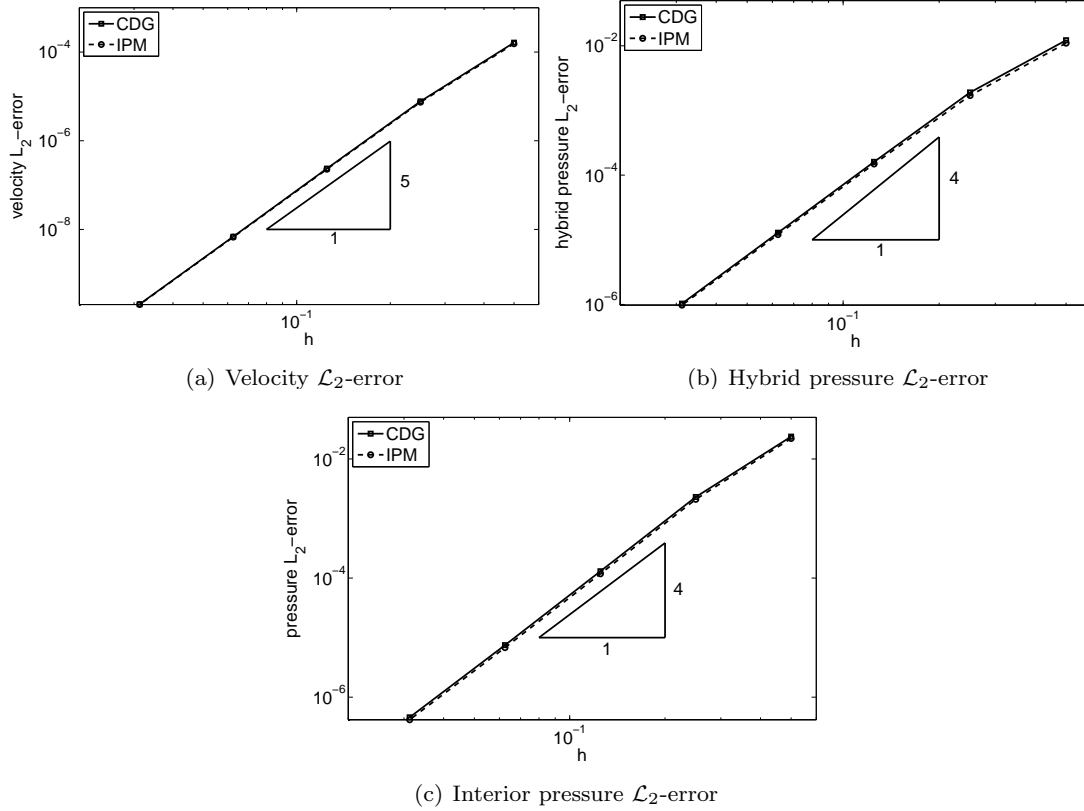 CDG
IPM
10⁻⁴
10⁻⁶
10⁻⁸
velocity L₂−error
5
1
10⁻¹
h
(a) Velocity ℒ₂-error
CDG
IPM
10⁻²
10⁻⁴
10⁻⁶
hybrid pressure L₂−error
4
1
10⁻¹
h
(b) Hybrid pressure ℒ₂-error
CDG
IPM
10⁻²
10⁻⁴
10⁻⁶
pressure L₂−error
4
1
10⁻¹
h
(c) Interior pressure ℒ₂-error